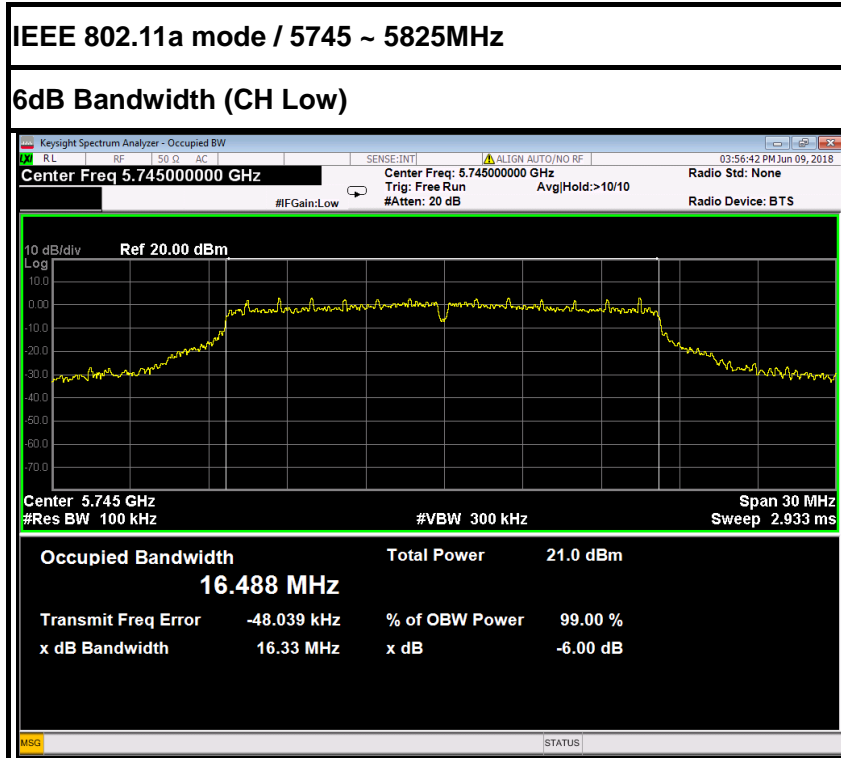 IEEE 802.11a mode / 5745 ~ 5825MHz
6dB Bandwidth (CH Low)
Keysight Spectrum Analyzer - Occupied BW
LXI RL RF 50 Ω AC SENSE:INT ALIGN AUTO/NO RF 03:56:42 PM Jun 09, 2018
Center Freq 5.745000000 GHz Center Freq: 5.745000000 GHz Radio Std: None
Trig: Free Run Avg|Hold:>10/10
#IFGain:Low #Atten: 20 dB Radio Device: BTS
10 dB/div Ref 20.00 dBm
Log
10.0
0.00
-10.0
-20.0
-30.0
-40.0
-50.0
-60.0
-70.0
Center 5.745 GHz Span 30 MHz
#Res BW 100 kHz #VBW 300 kHz Sweep 2.933 ms
Occupied Bandwidth Total Power 21.0 dBm
16.488 MHz
Transmit Freq Error -48.039 kHz % of OBW Power 99.00 %
x dB Bandwidth 16.33 MHz x dB -6.00 dB
MSG STATUS